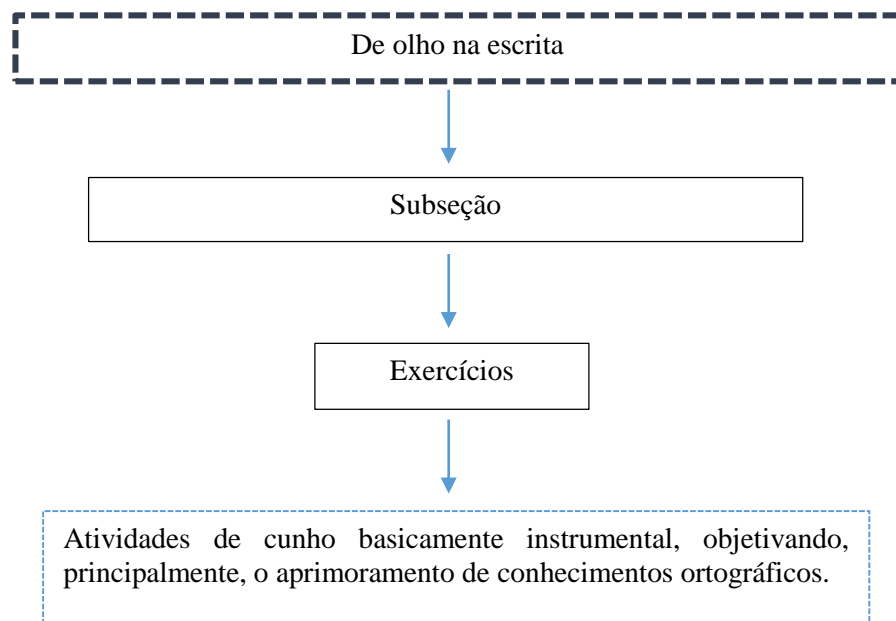 De olho na escrita
Subseção
Exercícios
Atividades de cunho basicamente instrumental, objetivando,
principalmente, o aprimoramento de conhecimentos ortográficos.